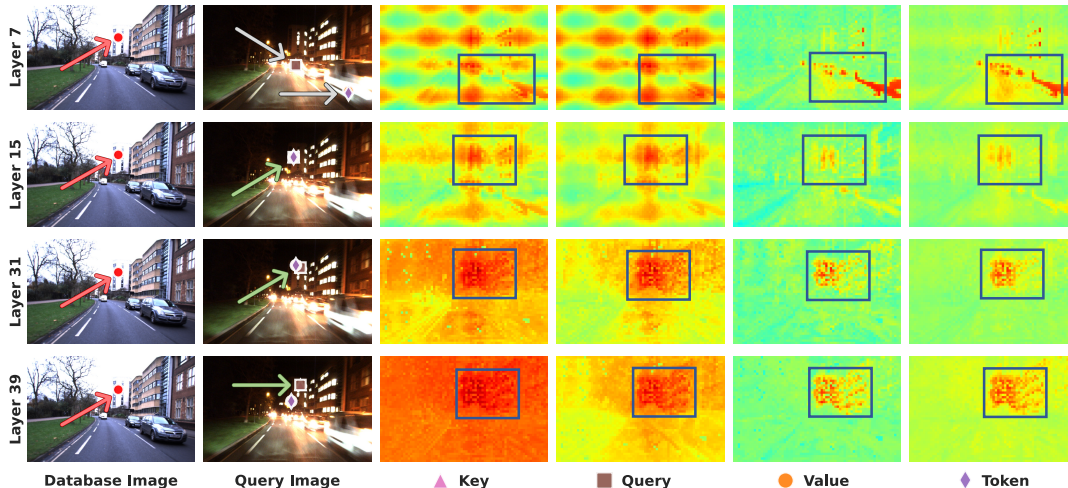 Layer 7
Layer 15
Layer 31
Layer 39
Database Image
Query Image
Key
Query
Value
Token